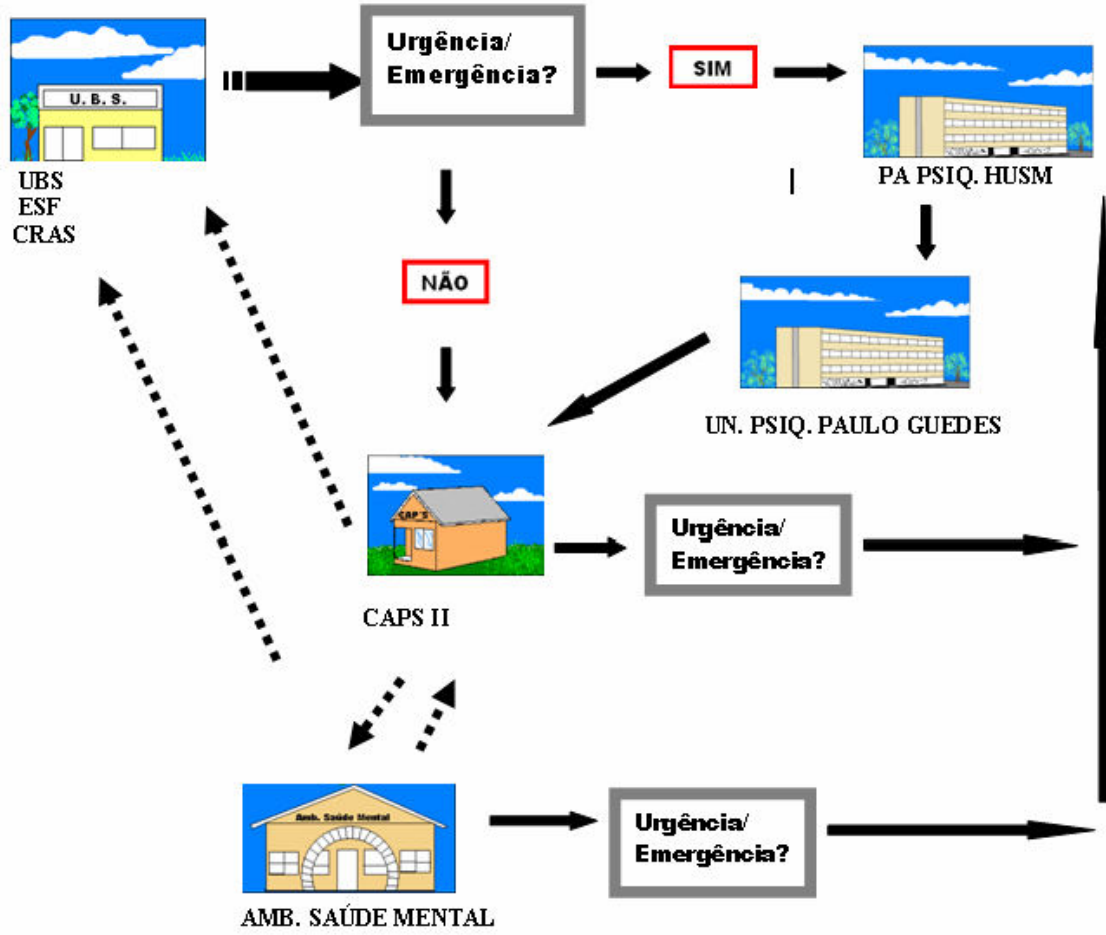 Urgência/
Emergência?
SIM
U. B. S.
UBS
ESF
CRAS
PA PSIQ. HUSM
NÃO
UN. PSIQ. PAULO GUEDES
CAP'S
Urgência/
Emergência?
CAPS II
Amb. Saúde Mental
Urgência/
Emergência?
AMB. SAÚDE MENTAL